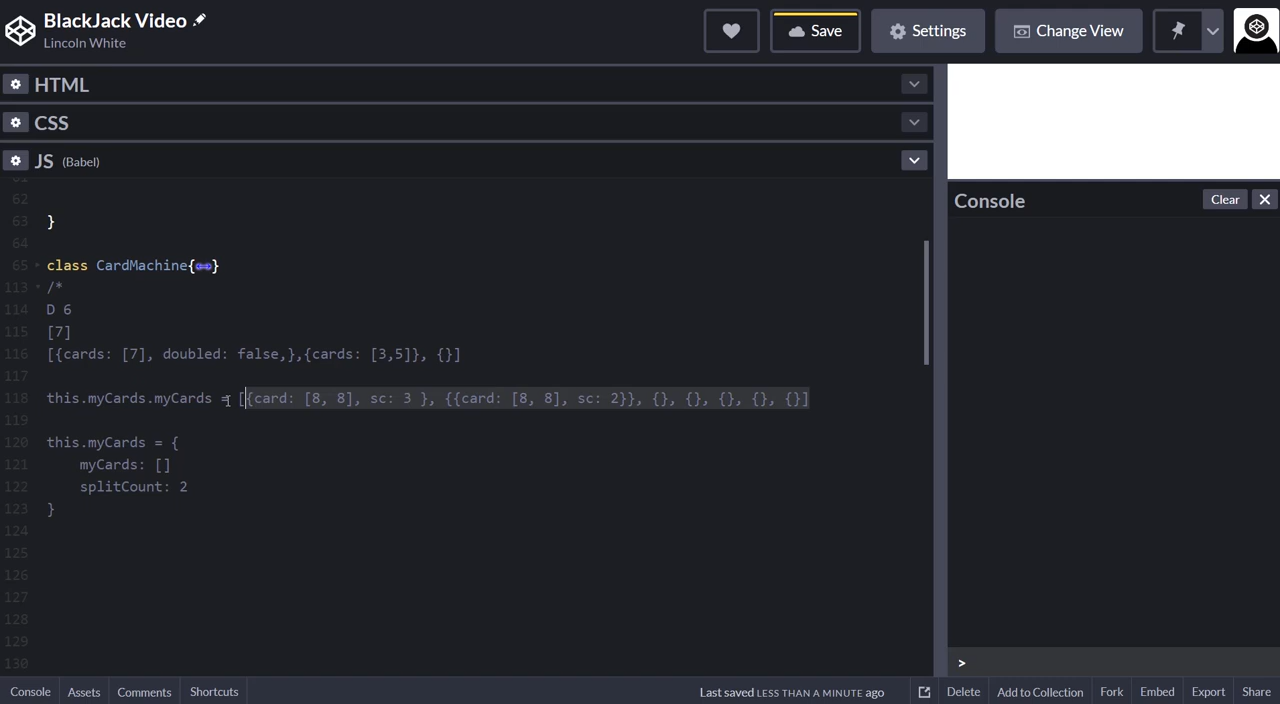 BlackJack Video
Lincoln White
Save
Settings
Change View
HTML
CSS
JS (Babel)
Console
Clear
62
63 }
64
65 class CardMachine{}
113 /*
114 D 6
115 [7]
116 [{cards: [7], doubled: false,},{cards: [3,5]}, {}]
117
118 this.myCards.myCards = [{card: [8, 8], sc: 3 }, {{card: [8, 8], sc: 2}}, {}, {}, {}, {}, {}]
119
120 this.myCards = {
121 myCards: []
122 splitCount: 2
123 }
124
125
126
127
128
129
130
>
Console Assets Comments Shortcuts Last saved LESS THAN A MINUTE ago Delete Add to Collection Fork Embed Export Share